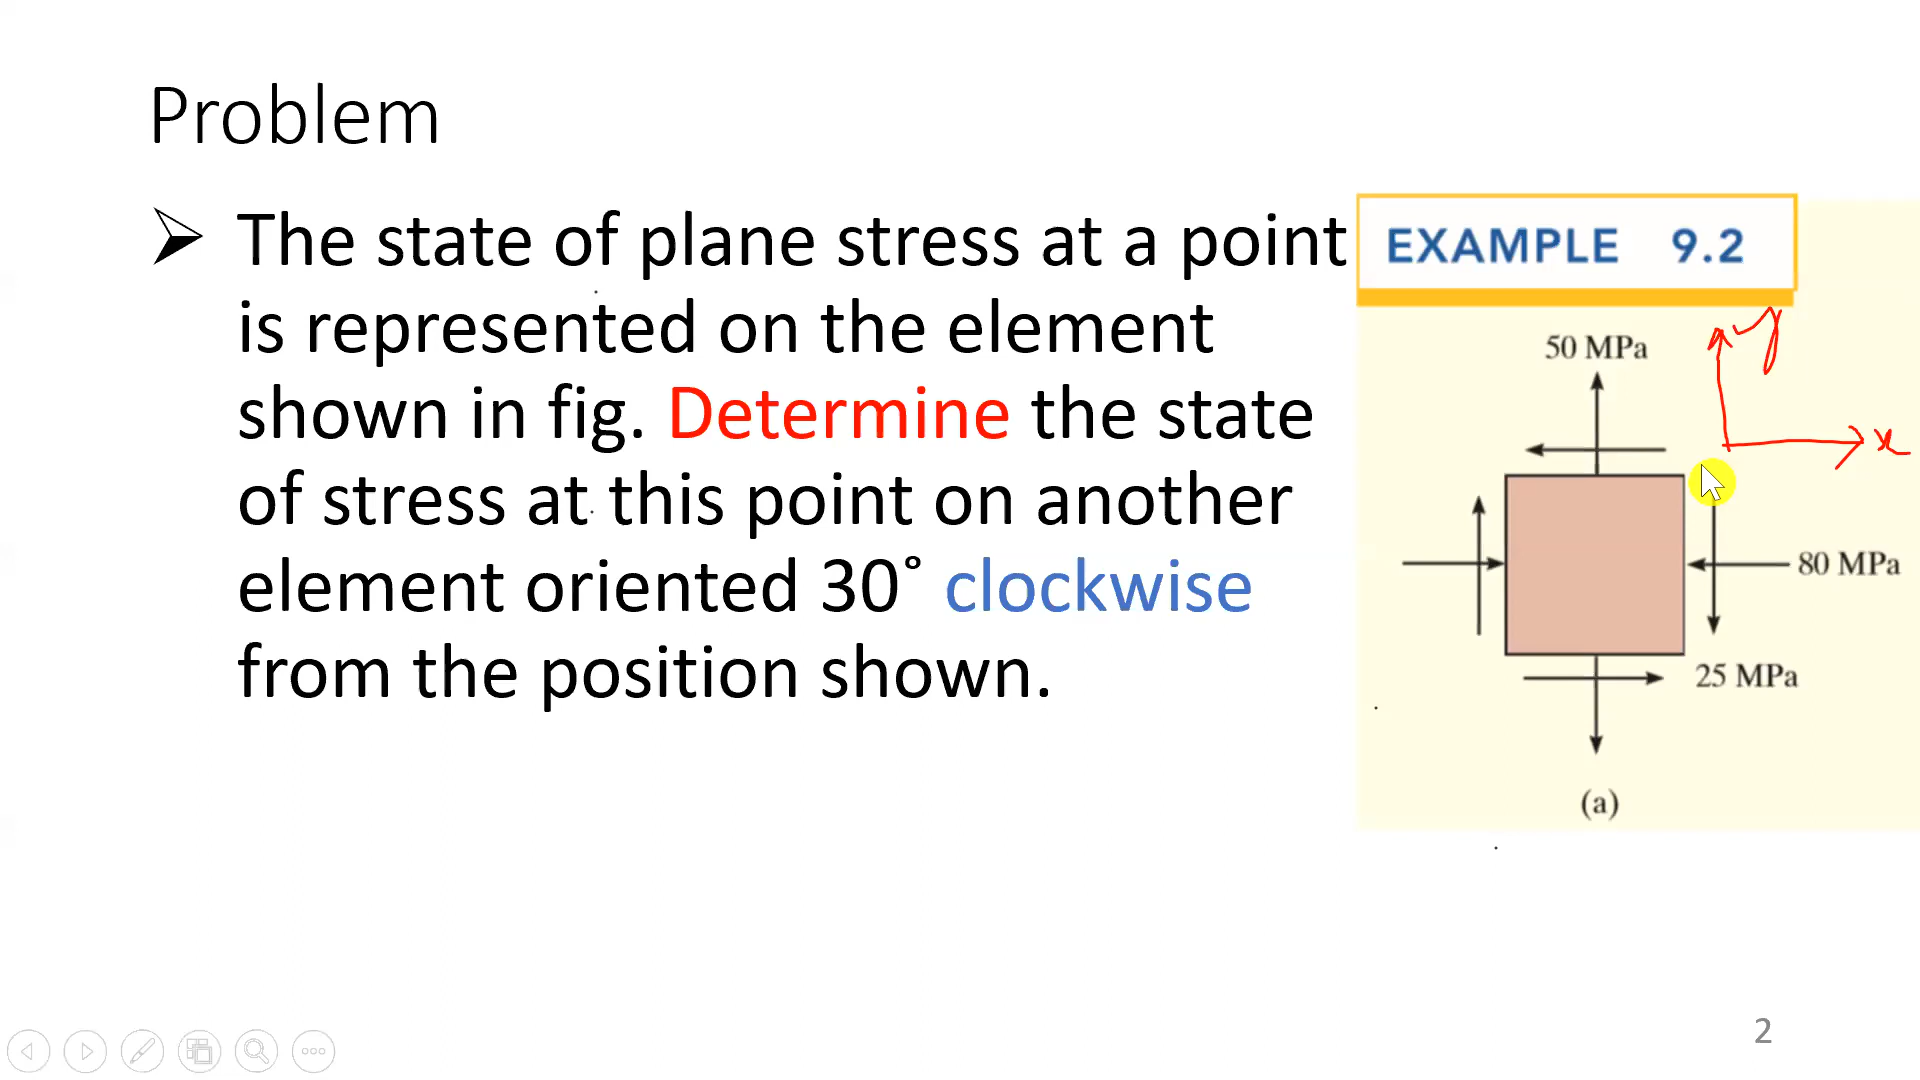 Problem
The state of plane stress at a point
is represented on the element
shown in fig. Determine the state
of stress at this point on another
element oriented 30° clockwise
from the position shown.
EXAMPLE 9.2
y
50 MPa
x
80 MPa
25 MPa
(a)
2